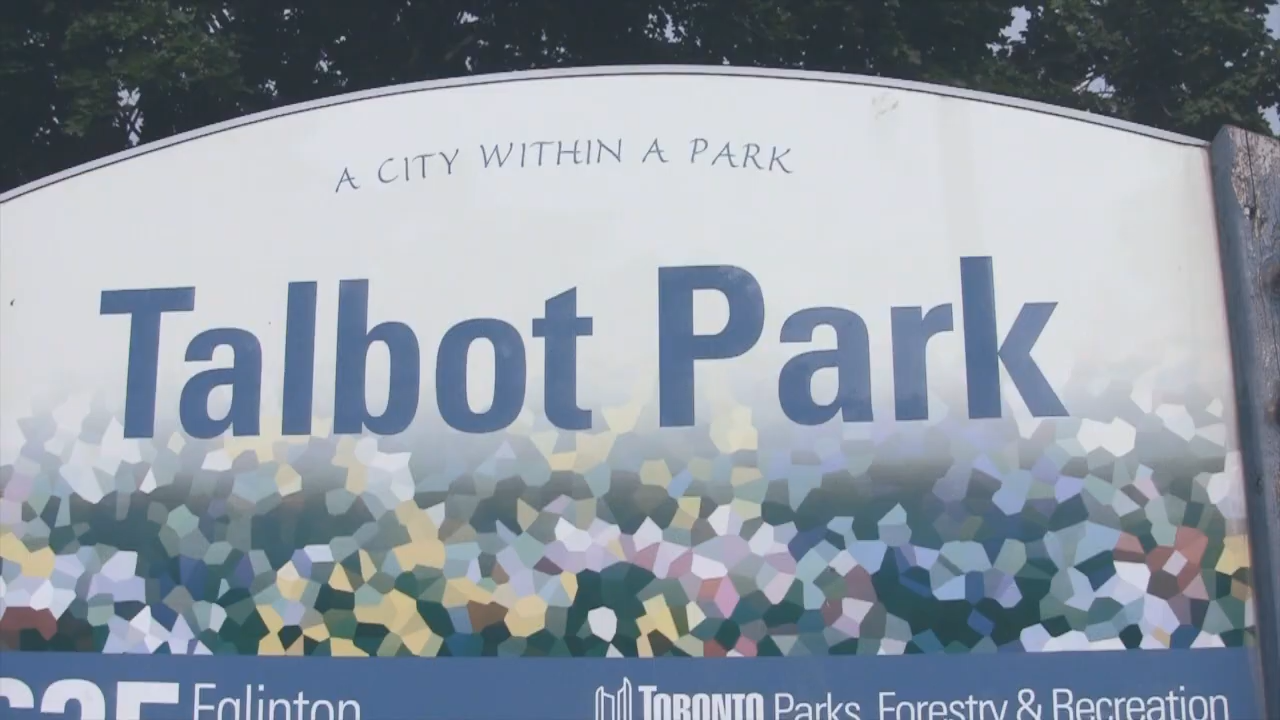 A CITY WITHIN A PARK
Talbot Park
Eglinton
TORONTO Parks, Forestry & Recreation